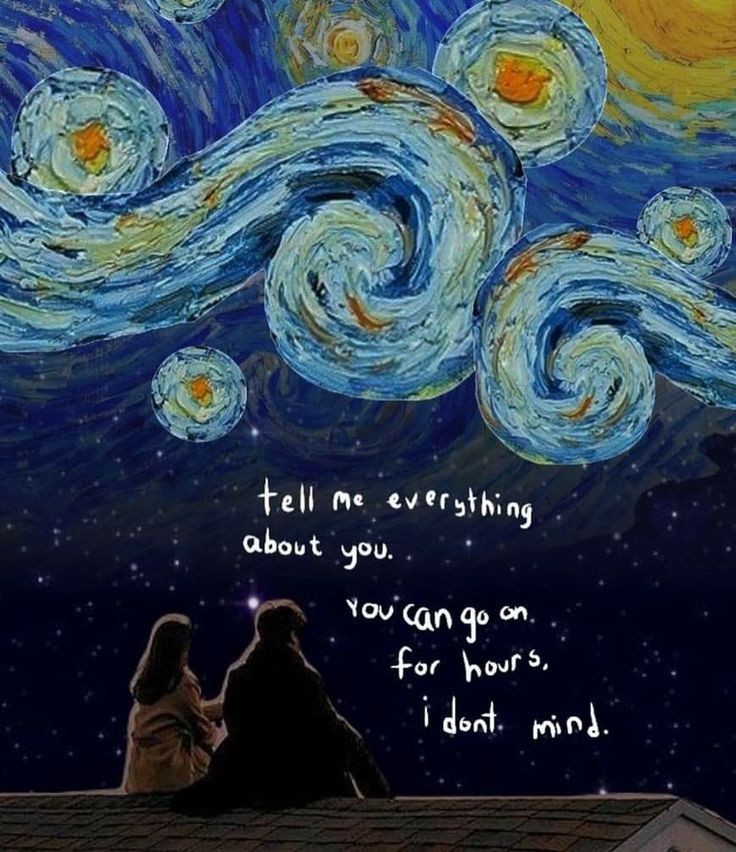 tell me everything
about you.
You can go on
for hours.
i dont mind.